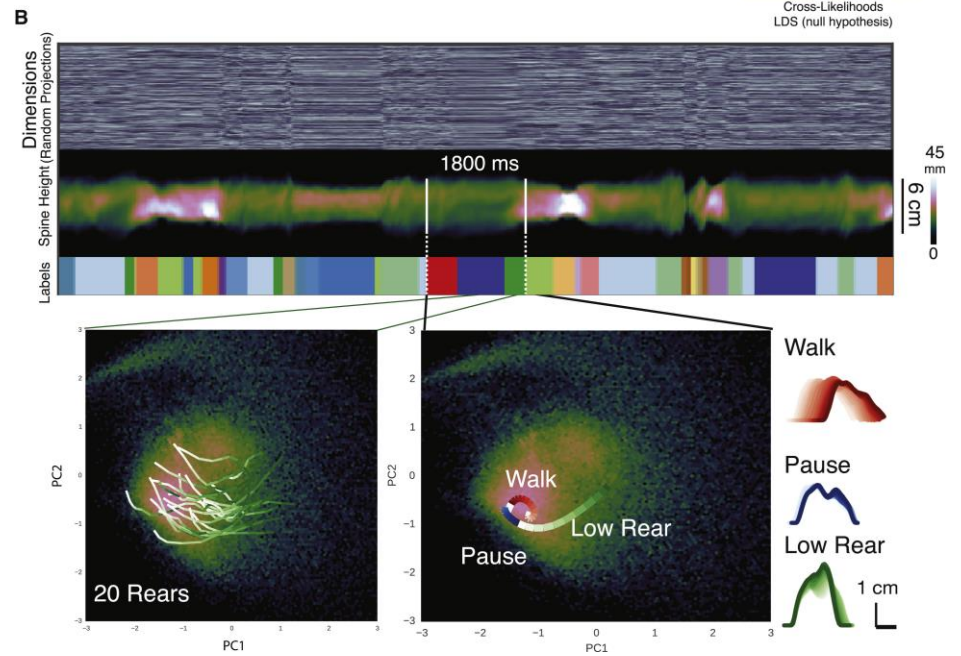 B
Cross-Likelihoods
LDS (null hypothesis)
Dimensions
(Random Projections)
Spine Height
Labels
1800 ms
45
mm
0
6 cm
3
2
1
0
−1
−2
−3
PC2
20 Rears
−3
−2
−1
0
1
2
3
PC1
3
2
1
0
−1
−2
−3
PC2
Walk
Low Rear
Pause
−3
−2
−1
0
1
2
3
PC1
Walk
Pause
Low Rear
1 cm